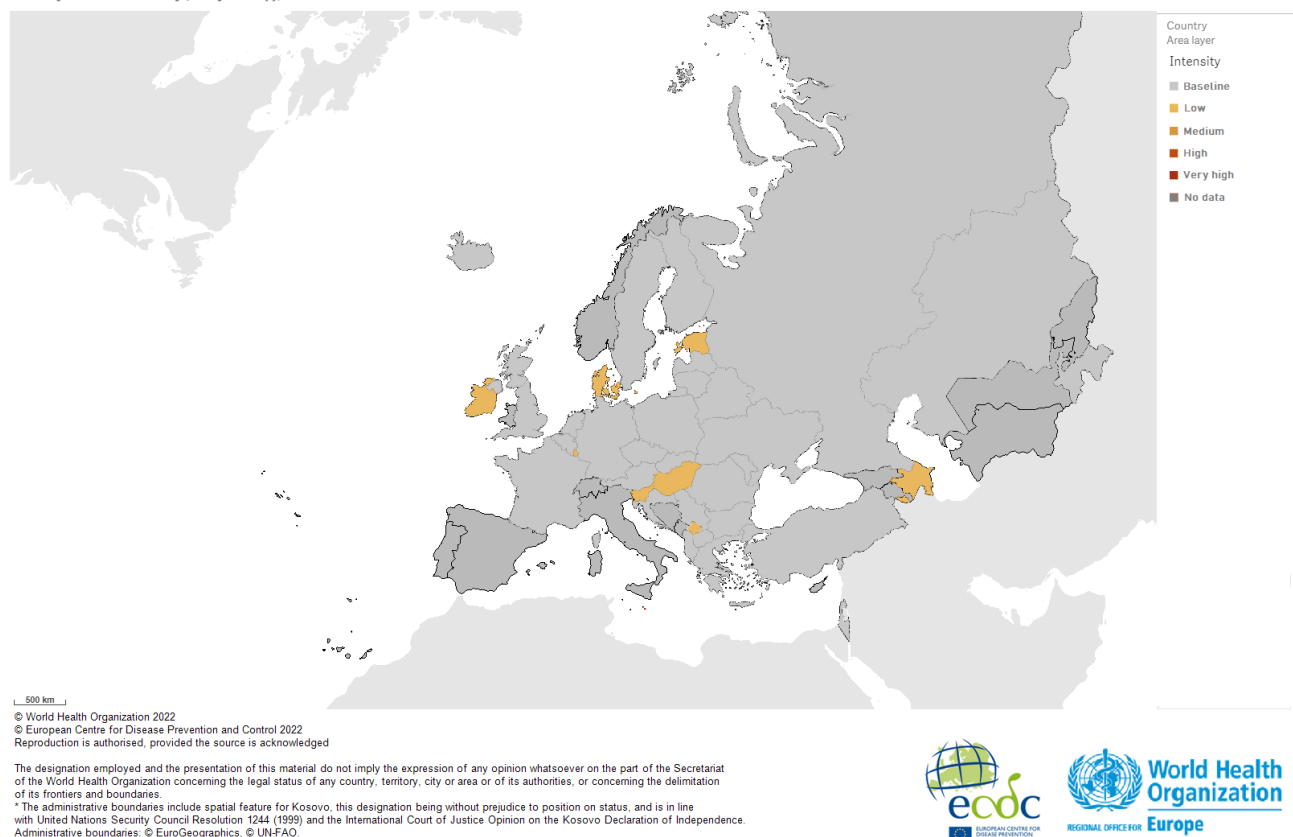 Country
Area layer
Intensity
Baseline
Low
Medium
High
Very high
No data
500 km
© World Health Organization 2022
© European Centre for Disease Prevention and Control 2022
Reproduction is authorised, provided the source is acknowledged
The designation employed and the presentation of this material do not imply the expression of any opinion whatsoever on the part of the Secretariat
of the World Health Organization concerning the legal status of any country, territory, city or area or of its authorities, or concerning the delimitation
of its frontiers and boundaries.
* The administrative boundaries include spatial feature for Kosovo, this designation being without prejudice to position on status, and is in line
with United Nations Security Council Resolution 1244 (1999) and the International Court of Justice Opinion on the Kosovo Declaration of Independence.
Administrative boundaries: © EuroGeographics, © UN-FAO.
ecdc
EUROPEAN CENTRE FOR
DISEASE PREVENTION
World Health
Organization
REGIONAL OFFICE FOR Europe